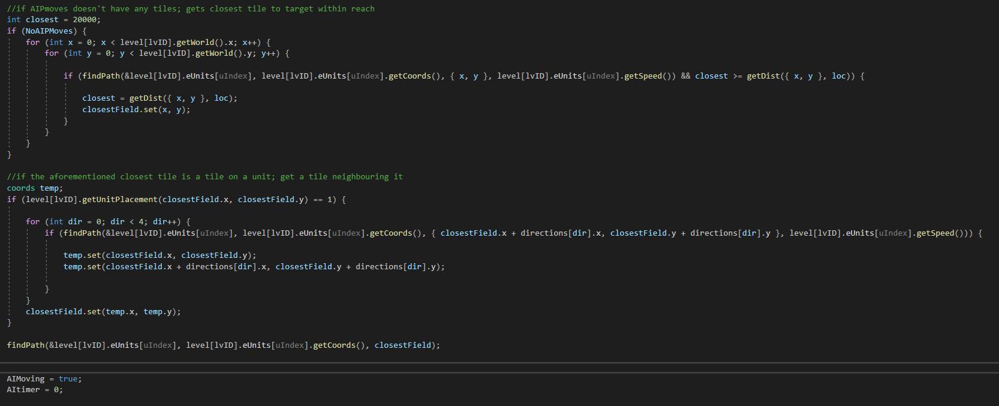 //if AIPmoves doesn't have any tiles; gets closest tile to target within reach
int closest = 20000;
if (NoAIPMoves) {
for (int x = 0; x < level[lvID].getWorld().x; x++) {
for (int y = 0; y < level[lvID].getWorld().y; y++) {
if (findPath(&level[lvID].eUnits[uIndex], level[lvID].eUnits[uIndex].getCoords(), { x, y }, level[lvID].eUnits[uIndex].getSpeed()) && closest >= getDist({ x, y }, loc)) {
closest = getDist({ x, y }, loc);
closestField.set(x, y);
}
}
}
}
//if the aforementioned closest tile is a tile on a unit; get a tile neighbouring it
coords temp;
if (level[lvID].getUnitPlacement(closestField.x, closestField.y) == 1) {
for (int dir = 0; dir < 4; dir++) {
if (findPath(&level[lvID].eUnits[uIndex], level[lvID].eUnits[uIndex].getCoords(), { closestField.x + directions[dir].x, closestField.y + directions[dir].y }, level[lvID].eUnits[uIndex].getSpeed())) {
temp.set(closestField.x, closestField.y);
temp.set(closestField.x + directions[dir].x, closestField.y + directions[dir].y);
}
}
closestField.set(temp.x, temp.y);
}
findPath(&level[lvID].eUnits[uIndex], level[lvID].eUnits[uIndex].getCoords(), closestField);
AIMoving = true;
AItimer = 0;